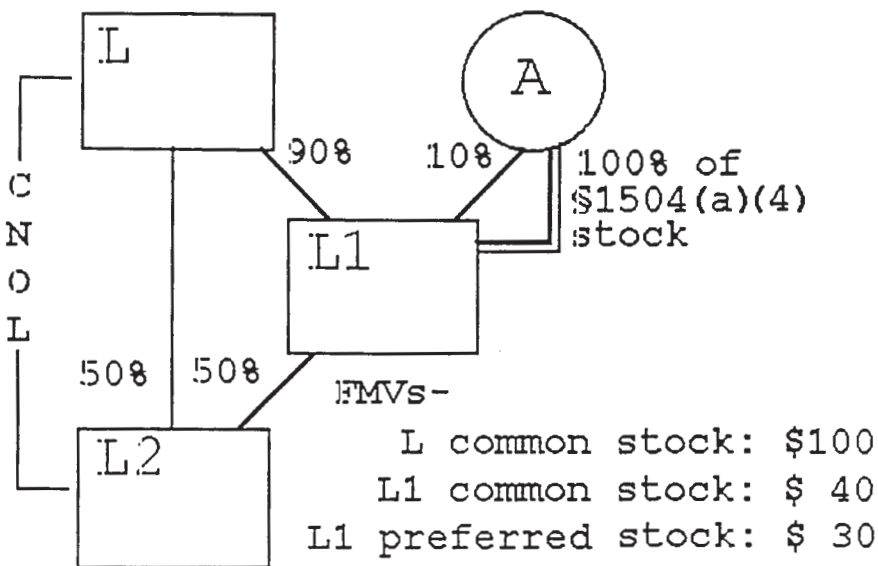 L
A
90%
10%
100% of
§1504(a)(4)
stock
C
N
O
L
L1
50%
50%
FMVs-
L2
L common stock: $100
L1 common stock: $ 40
L1 preferred stock: $ 30